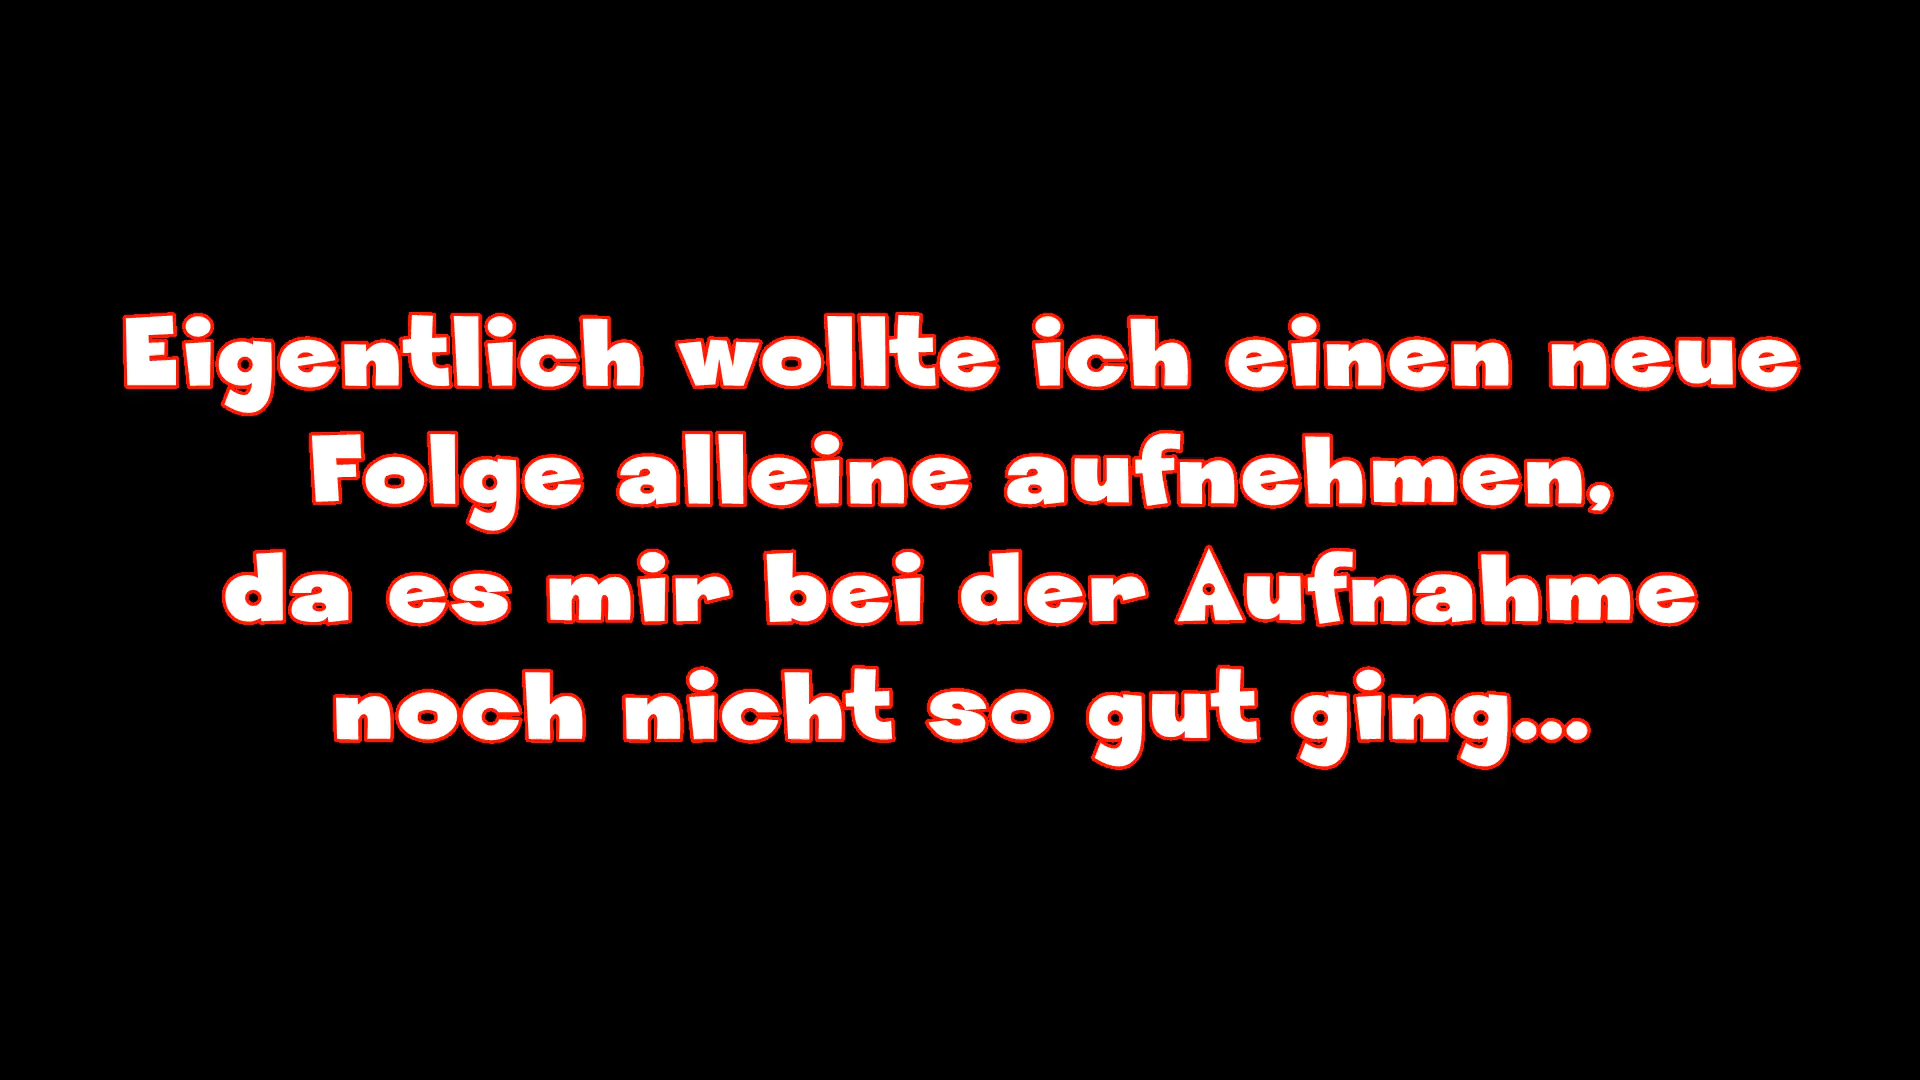 Eigentlich wollte ich einen neue
Folge alleine aufnehmen,
da es mir bei der Aufnahme
noch nicht so gut ging...